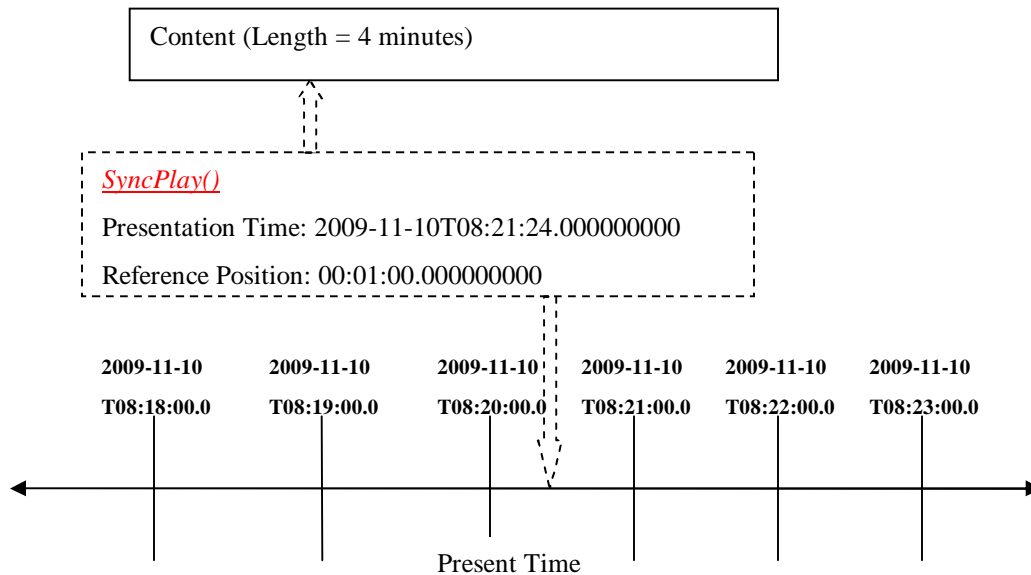 Content (Length = 4 minutes)
SyncPlay()
Presentation Time: 2009-11-10T08:21:24.000000000
Reference Position: 00:01:00.000000000
2009-11-10 2009-11-10 2009-11-10 2009-11-10 2009-11-10 2009-11-10
T08:18:00.0 T08:19:00.0 T08:20:00.0 T08:21:00.0 T08:22:00.0 T08:23:00.0
Present Time